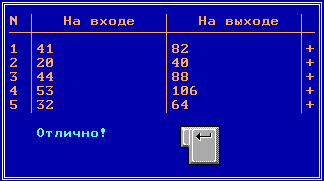 N На входе На выходе
1 41 82 +
2 20 40 +
3 44 88 +
4 53 106 +
5 32 64 +
Отлично!